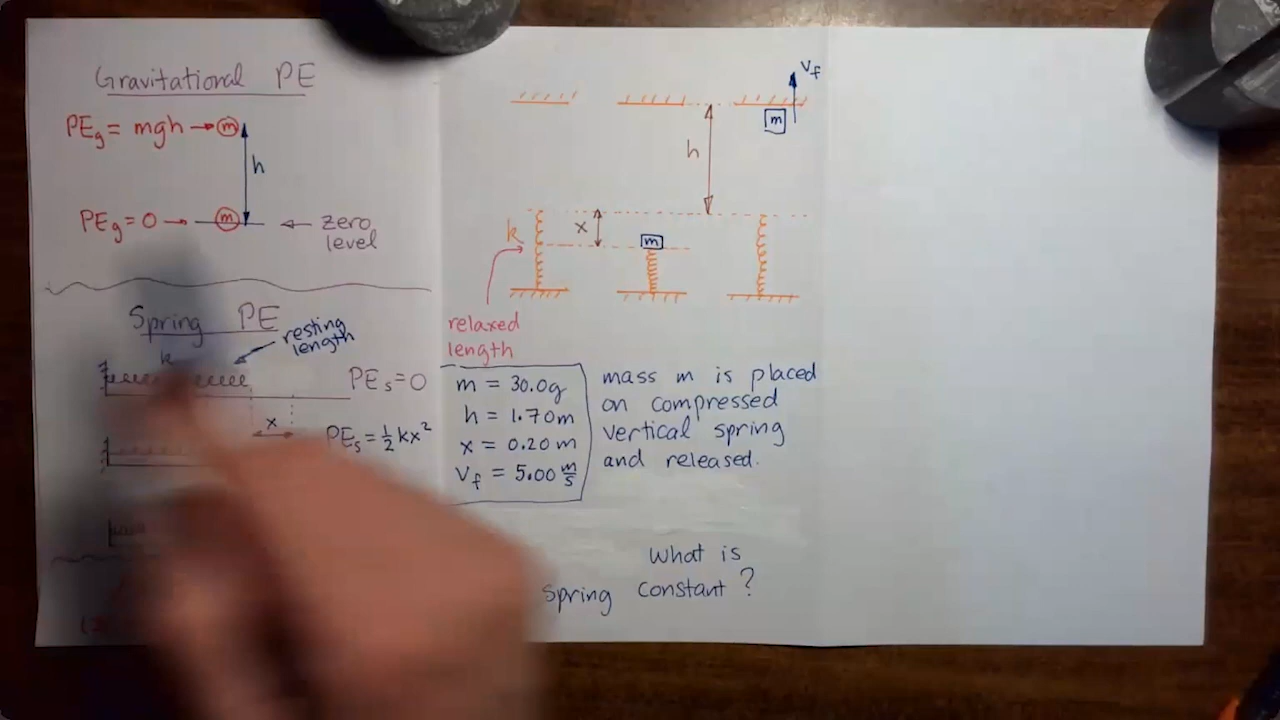 Gravitational PE
PEg = mgh → m
h
PEg = 0 → m
← zero
level
Spring PE
resting
length
k
PEs = 0
x
PEs = ½ kx²
vf
m
h
x
k
m
relaxed
length
m = 30.0g
h = 1.70m
x = 0.20 m
Vf = 5.00 m/s
mass m is placed
on compressed
vertical spring
and released.
What is
spring constant ?